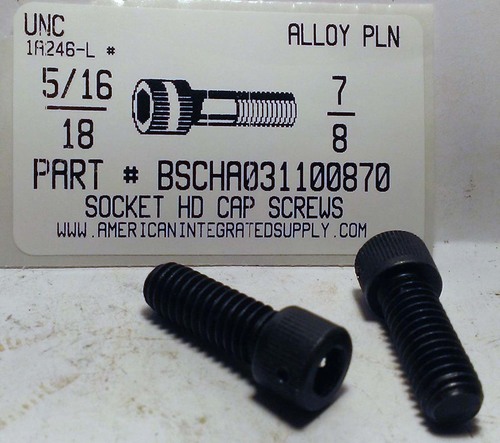 UNC
1A246-L #
ALLOY PLN
5/16
18
7
8
PART # BSCHA031100870
SOCKET HD CAP SCREWS
WWW.AMERICANINTEGRATEDSUPPLY.COM